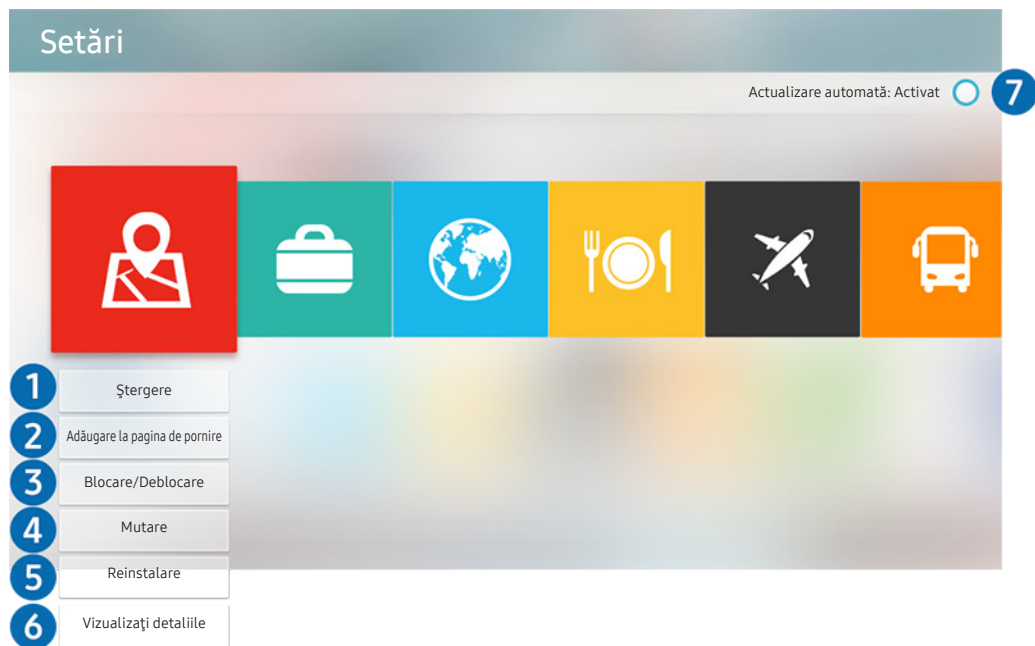 Setări
Actualizare automată: Activat
7
1 Ştergere
2 Adăugare la pagina de pornire
3 Blocare/Deblocare
4 Mutare
5 Reinstalare
6 Vizualizaţi detaliile